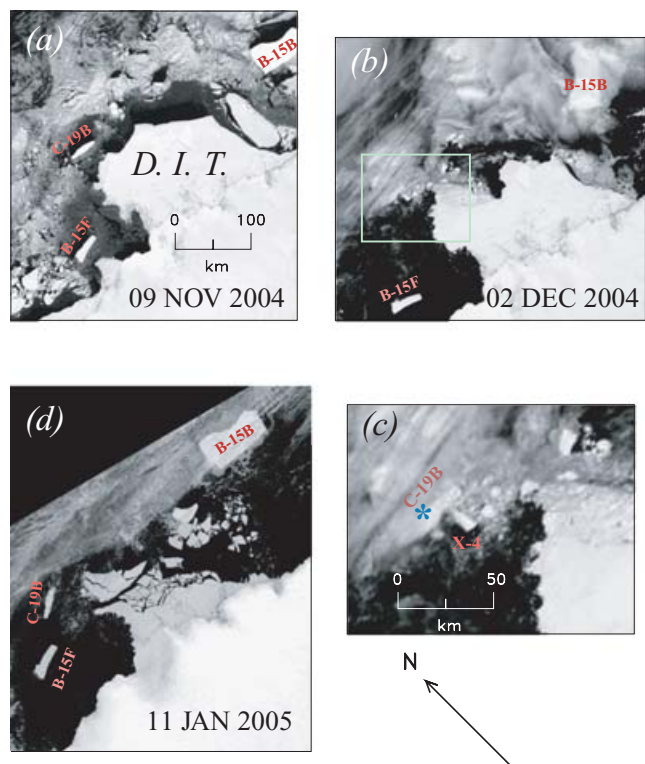 (a)
B-15B
C-19B
D. I. T.
0 100
km
B-15F
09 NOV 2004
(b)
B-15B
B-15F
02 DEC 2004
(d)
B-15B
C-19B
B-15F
11 JAN 2005
(c)
C-19B
*
X-4
0 50
km
N